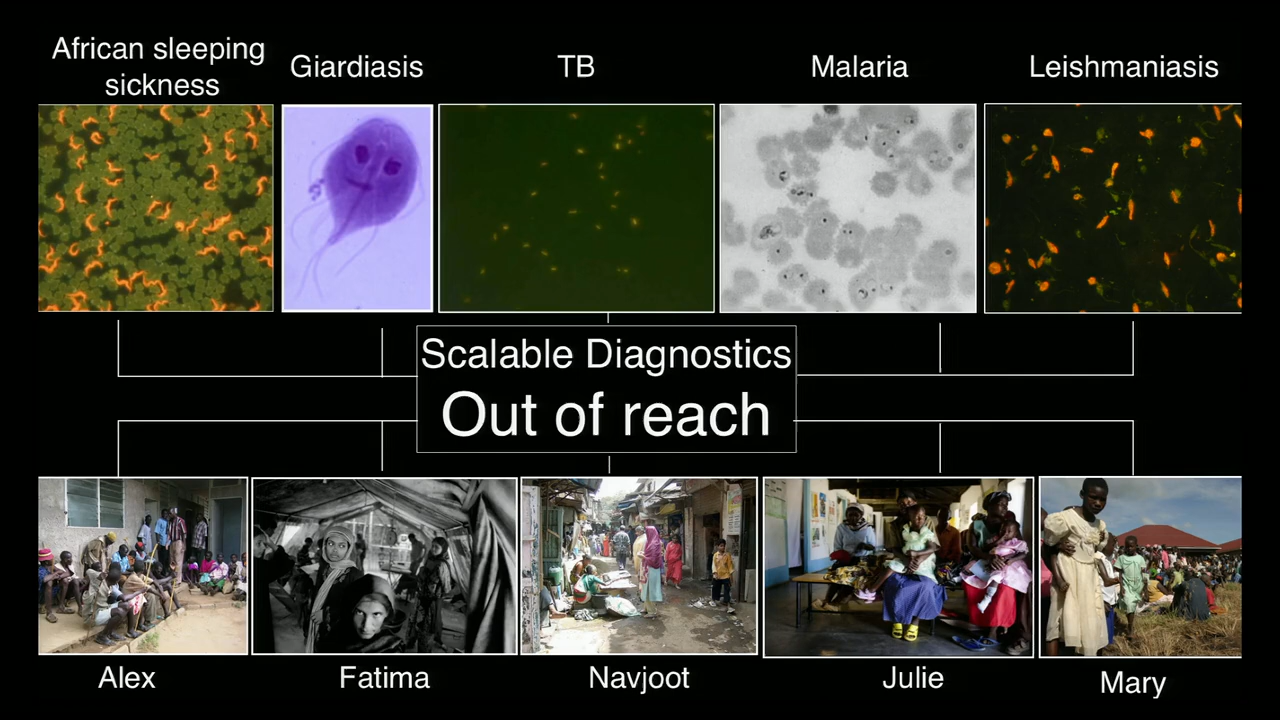 African sleeping
sickness
Giardiasis
TB
Malaria
Leishmaniasis
Scalable Diagnostics
Out of reach
Alex
Fatima
Navjoot
Julie
Mary